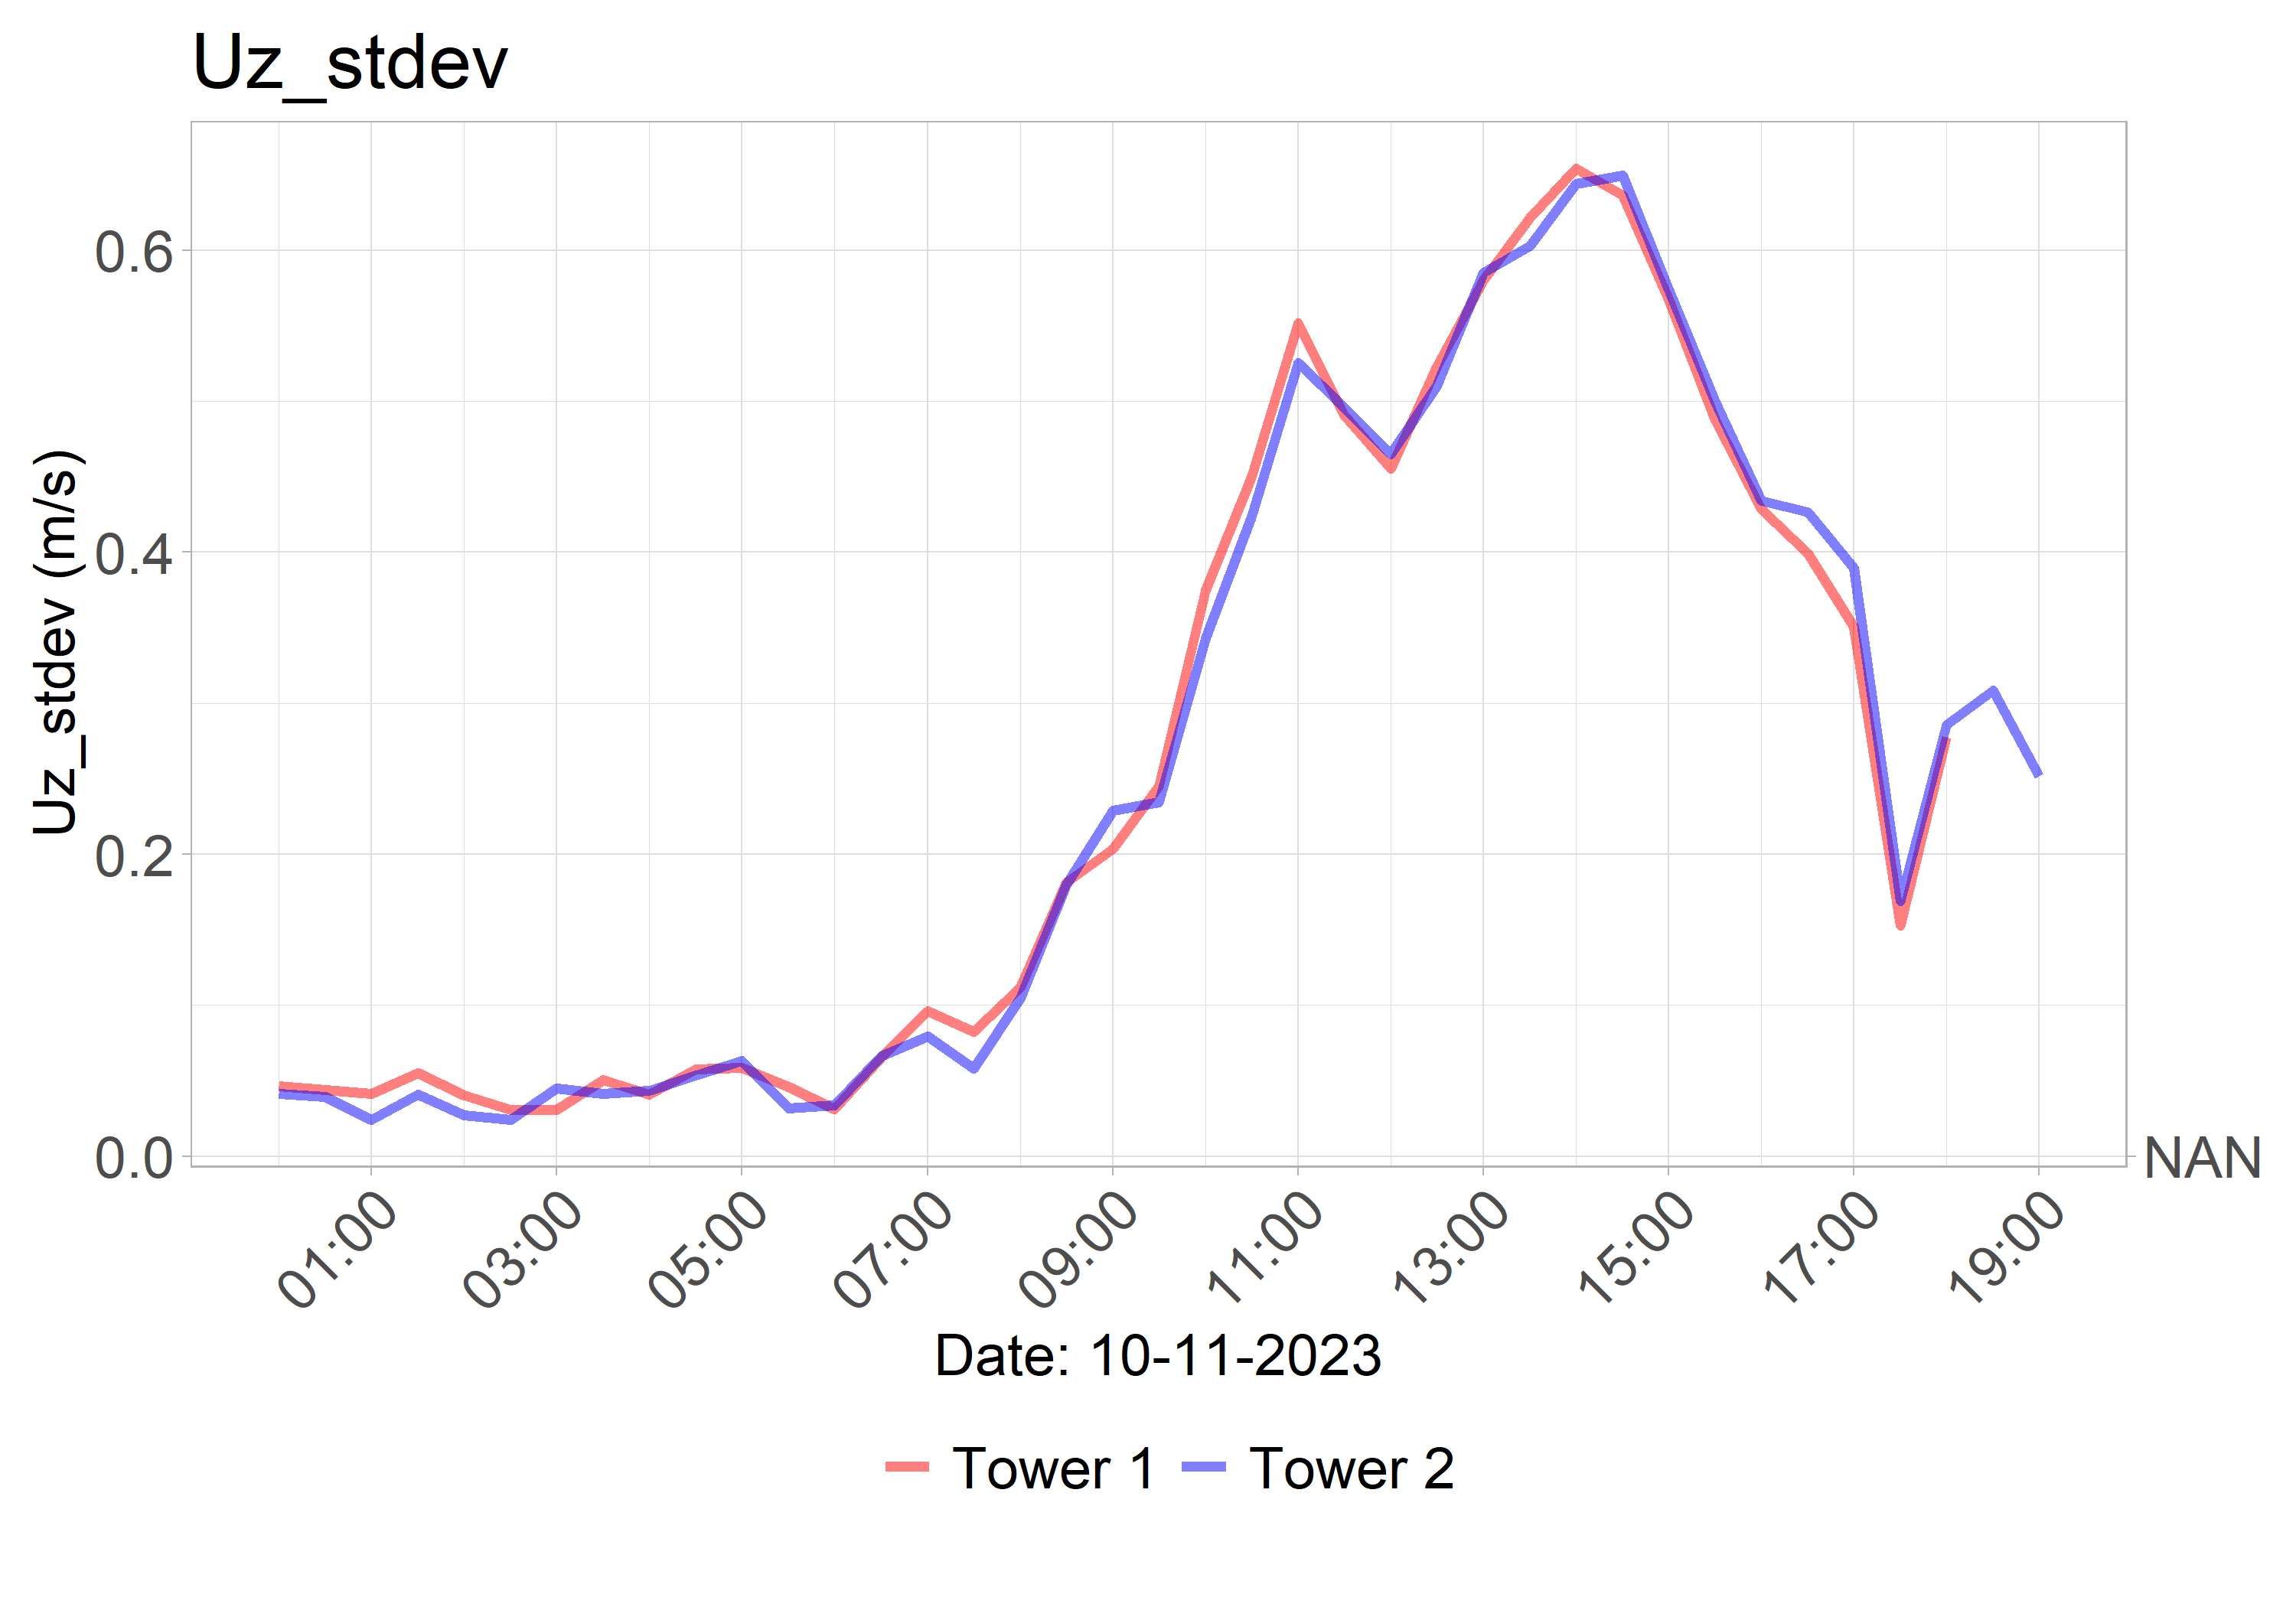 Uz_stdev
Uz_stdev (m/s)
0.6
0.4
0.2
0.0
NAN
01:00 03:00 05:00 07:00 09:00 11:00 13:00 15:00 17:00 19:00
Date: 10-11-2023
Tower 1 Tower 2